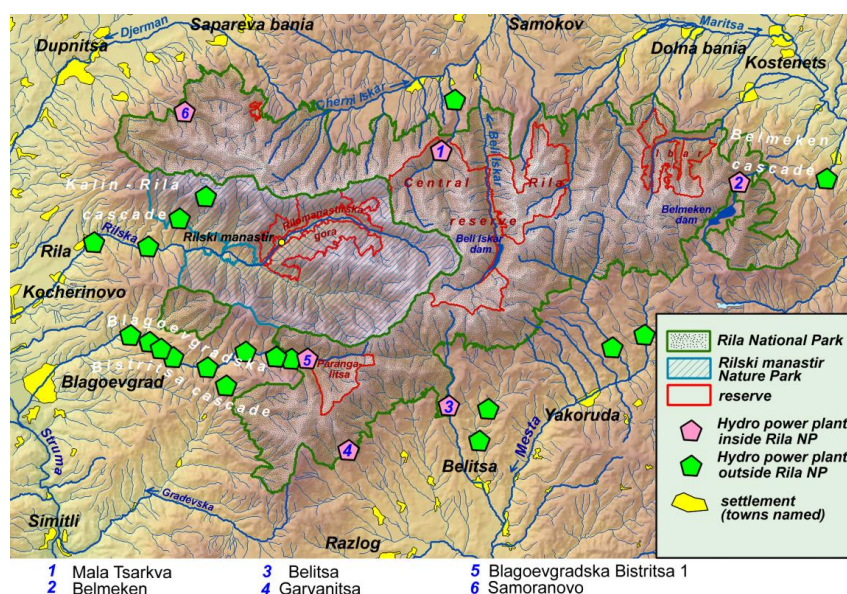 Sapareva bania
Samokov
Djerman
Maritsa
Dupnitsa
Dolna bania
Kostenets
Cherni Iskar
6
1
Beli Iskar
Belmeken
cascade
2
Kalin - Rila
cascade
Central
Rila
reserve
Rilomanastirska
gora
Rilski manastir
Belmeken
dam
Beli Iskar
dam
Rila
Rilska
Kocherinovo
Blagoevgradska
Bistritsa cascade
5
Paranga-
litsa
Blagoevgrad
3
Yakoruda
Mesta
4
Belitsa
Struma
Gradevska
Simitli
Razlog
Rila National Park
Rilski manastir
Nature Park
reserve
Hydro power plant
inside Rila NP
Hydro power plant
outside Rila NP
settlement
(towns named)
1 Mala Tsarkva
2 Belmeken
3 Belitsa
4 Garvanitsa
5 Blagoevgradska Bistritsa 1
6 Samoranovo